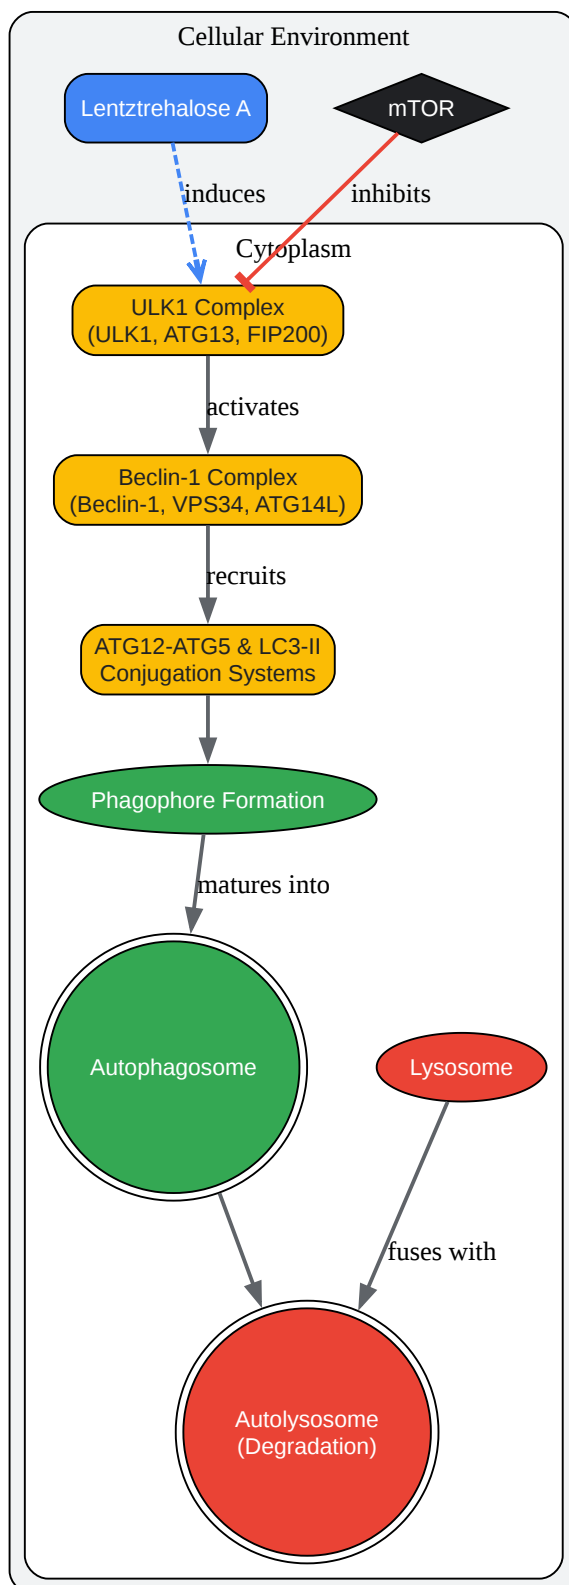 Cellular Environment
Lentztrehalose A
mTOR
induces
inhibits
Cytoplasm
ULK1 Complex
(ULK1, ATG13, FIP200)
activates
Beclin-1 Complex
(Beclin-1, VPS34, ATG14L)
recruits
ATG12-ATG5 & LC3-II
Conjugation Systems
Phagophore Formation
matures into
Autophagosome
Lysosome
fuses with
Autolysosome
(Degradation)